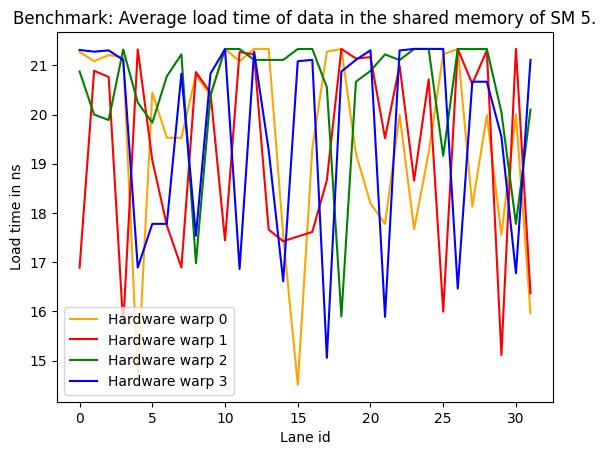 Benchmark: Average load time of data in the shared memory of SM 5.
Load time in ns
21
20
19
18
17
16
15
Hardware warp 0
Hardware warp 1
Hardware warp 2
Hardware warp 3
0
5
10
15
20
25
30
Lane id